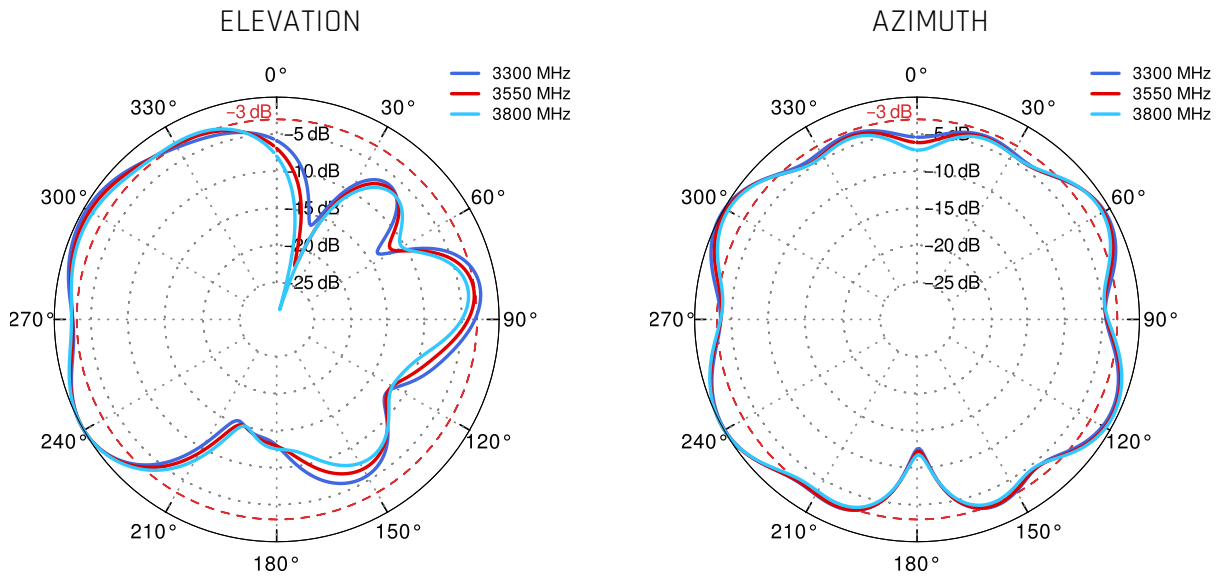 ELEVATION
3300 MHz
3550 MHz
3800 MHz
0°
330°
30°
−3 dB
−5 dB
−10 dB
300°
−15 dB
60°
−20 dB
−25 dB
270°
90°
240°
120°
210°
150°
180°
AZIMUTH
3300 MHz
3550 MHz
3800 MHz
0°
330°
30°
−3 dB
−5 dB
−10 dB
300°
−15 dB
60°
−20 dB
−25 dB
270°
90°
240°
120°
210°
150°
180°